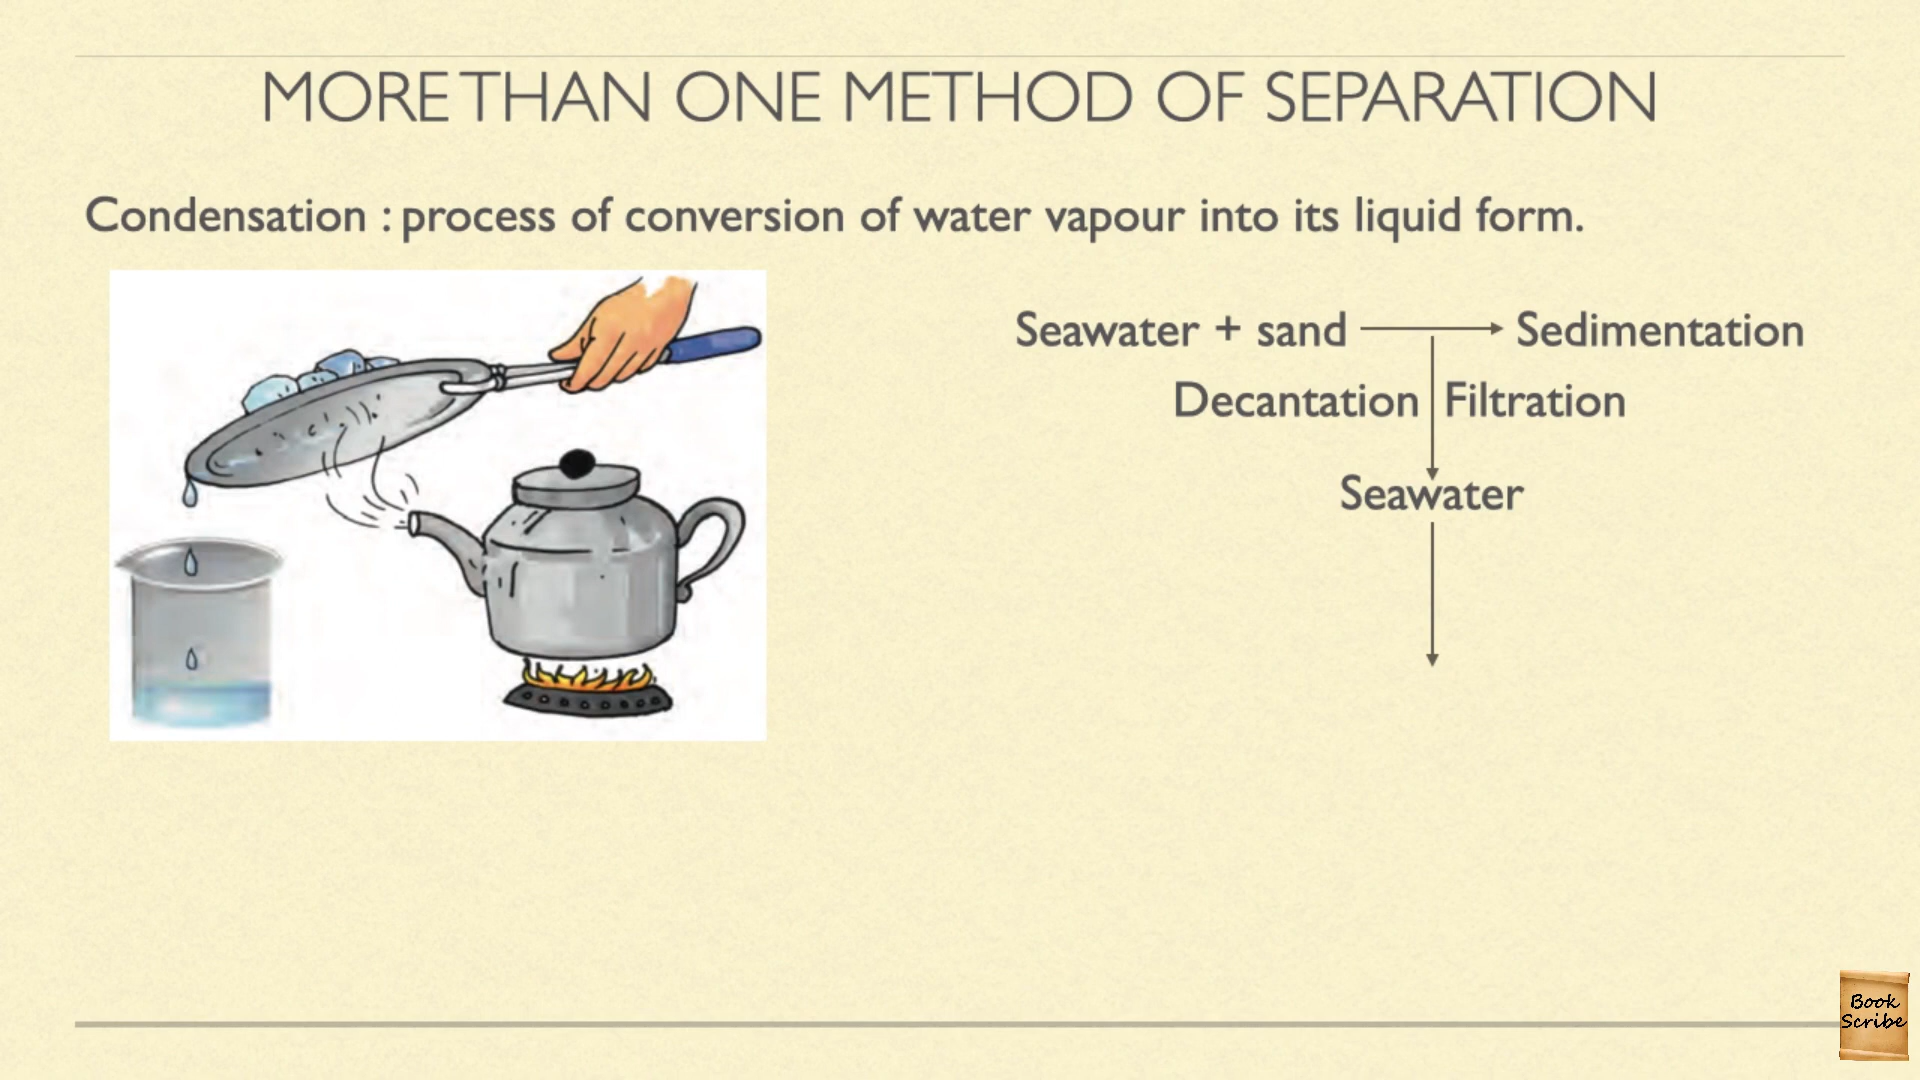 MORE THAN ONE METHOD OF SEPARATION
Condensation : process of conversion of water vapour into its liquid form.
Seawater + sand
Sedimentation
Decantation
Filtration
Seawater
Book
Scribe